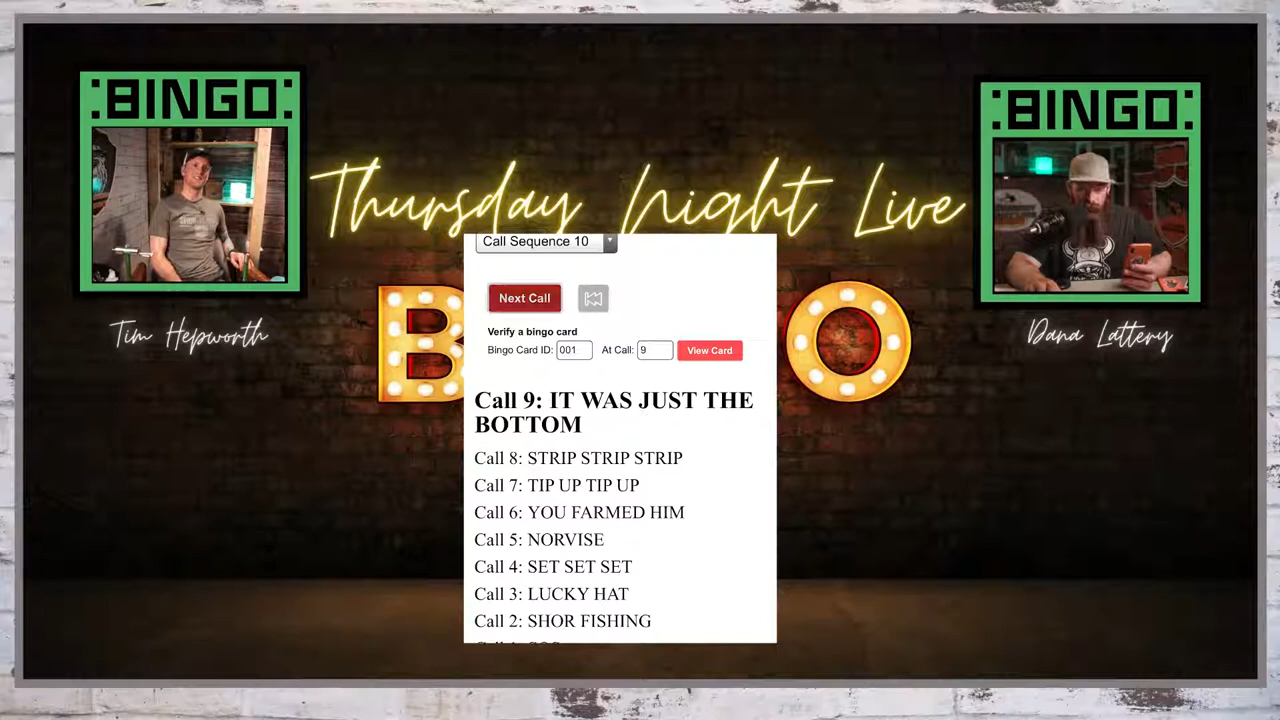 BINGO
BINGO
Thursday Night Live
Call Sequence 10
Next Call
Verify a bingo card
Bingo Card ID: 001 At Call: 9 View Card
B O
Tim Hepworth
Dana Lattery
Call 9: IT WAS JUST THE
BOTTOM
Call 8: STRIP STRIP STRIP
Call 7: TIP UP TIP UP
Call 6: YOU FARMED HIM
Call 5: NORVISE
Call 4: SET SET SET
Call 3: LUCKY HAT
Call 2: SHOR FISHING